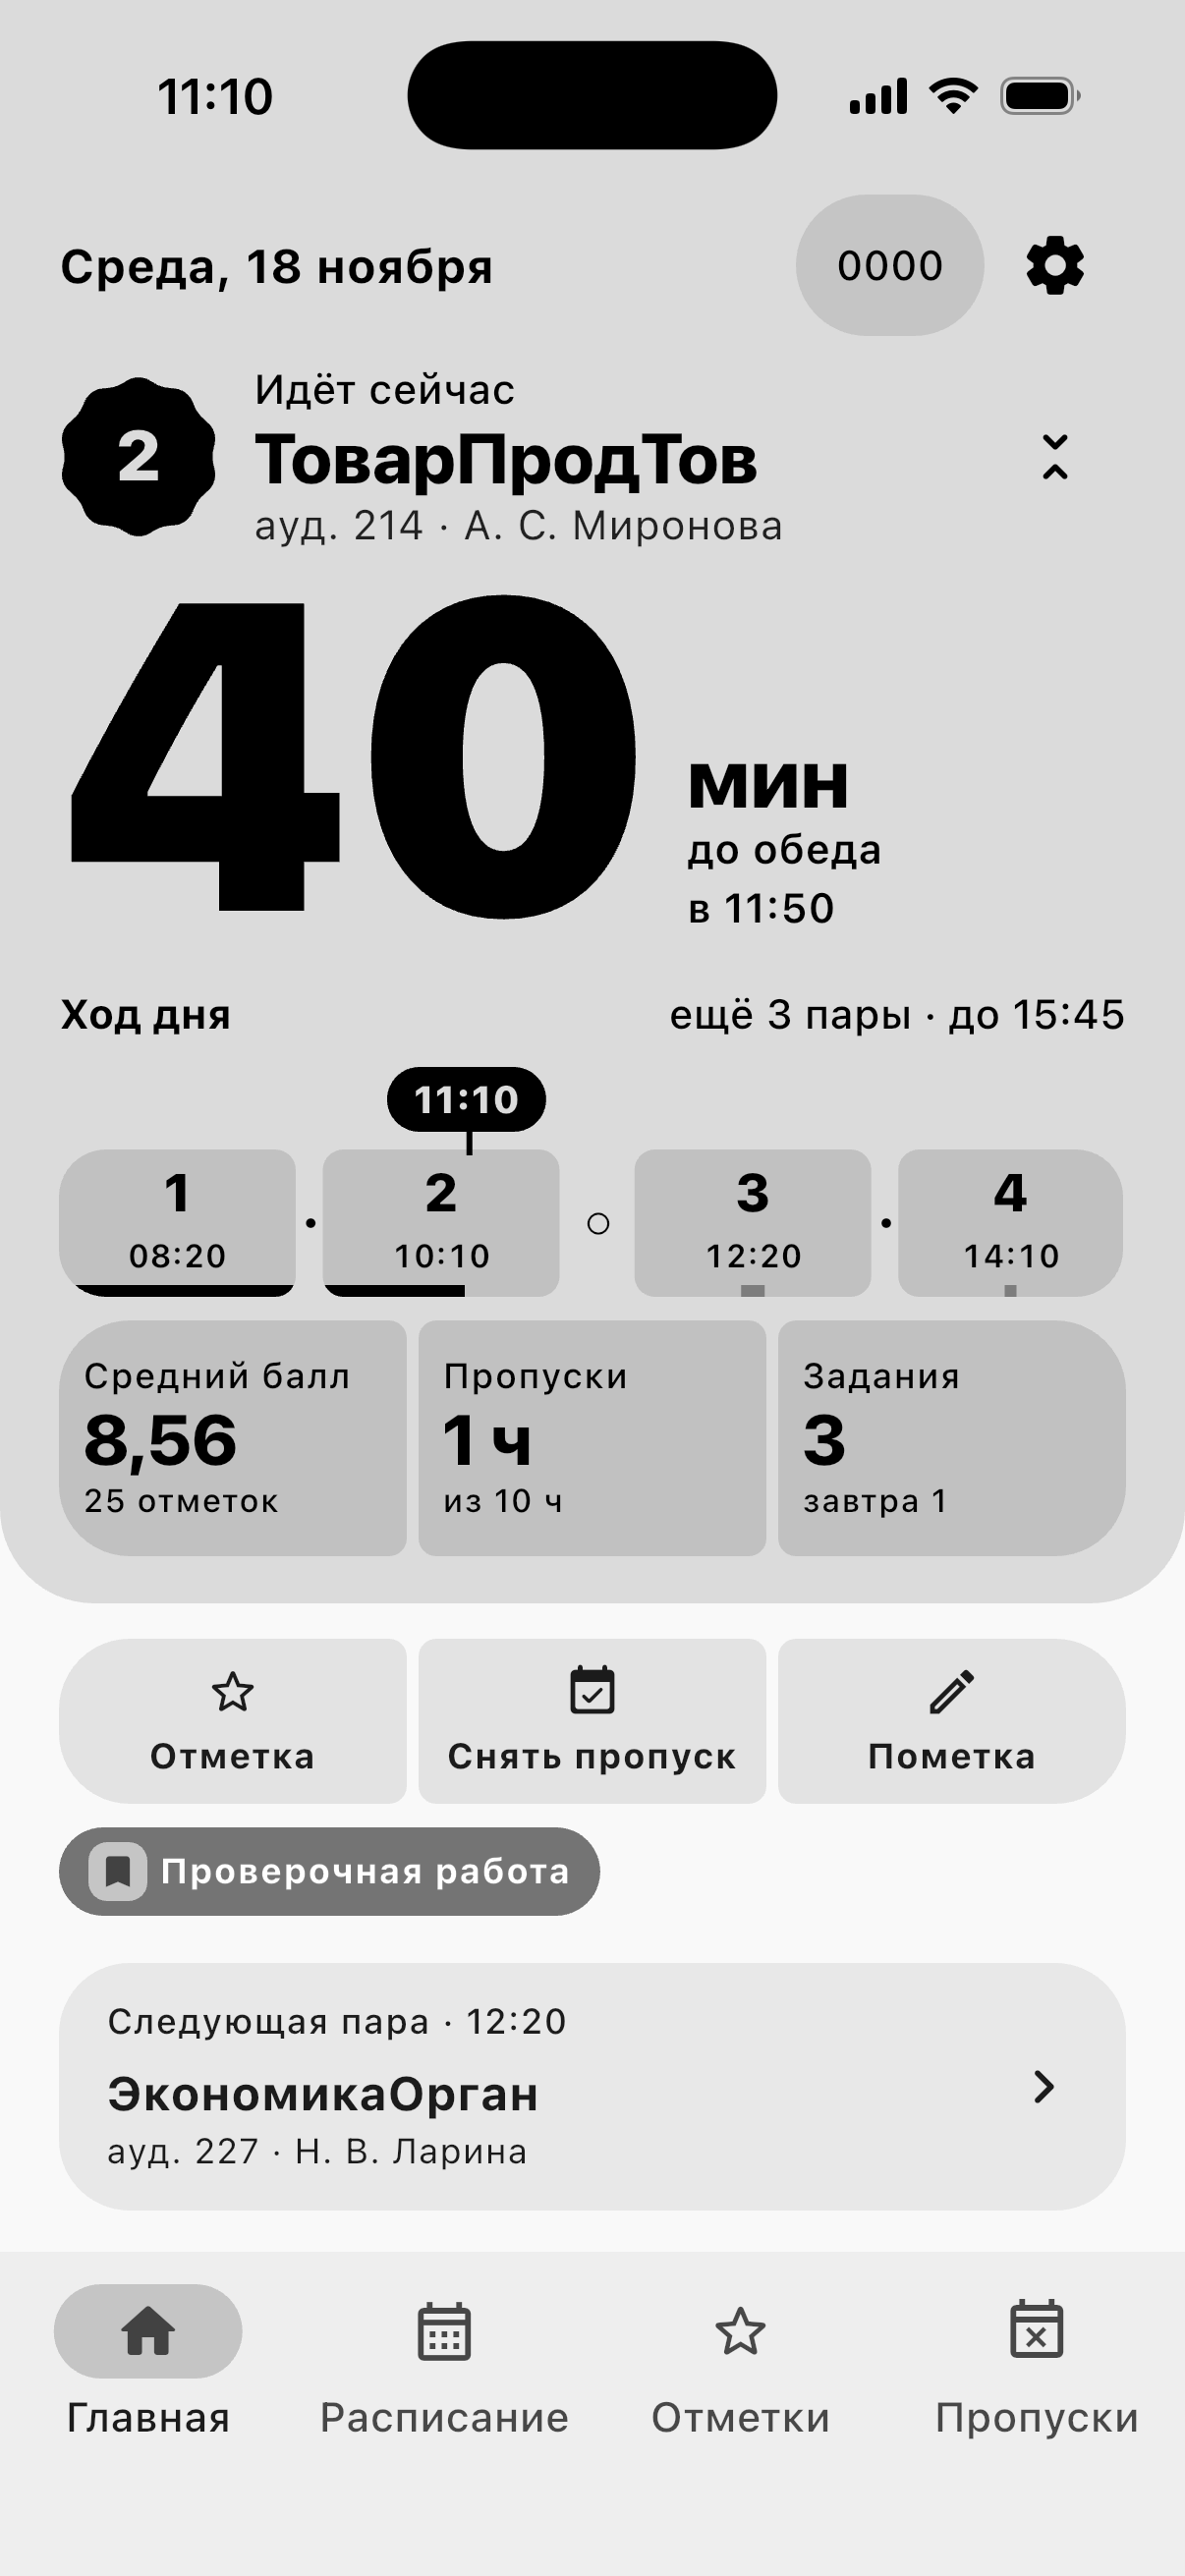 11:10
Среда, 18 ноября
0000
2
Идёт сейчас
ТоварПродТов
ауд. 214 · А. С. Миронова
40
мин
до обеда
в 11:50
Ход дня
ещё 3 пары · до 15:45
11:10
1
08:20
2
10:10
3
12:20
4
14:10
Средний балл
8,56
25 отметок
Пропуски
1 ч
из 10 ч
Задания
3
завтра 1
Отметка
Снять пропуск
Пометка
Проверочная работа
Следующая пара · 12:20
ЭкономикаОрган
ауд. 227 · Н. В. Ларина
Главная
Расписание
Отметки
Пропуски